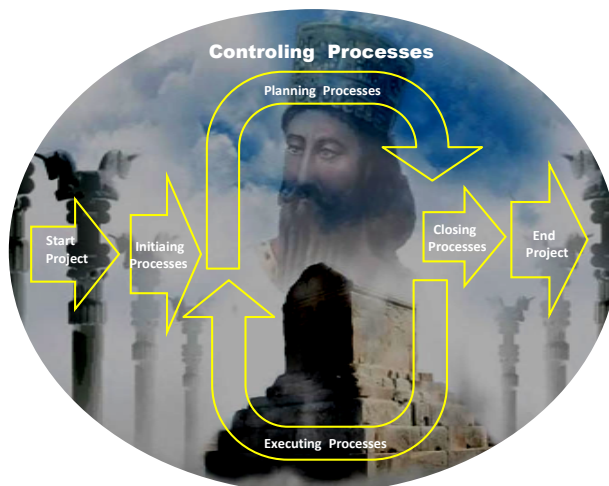 Controling Processes
Planning Processes
Start
Project
Initiaing
Processes
Closing
Processes
End
Project
Executing Processes